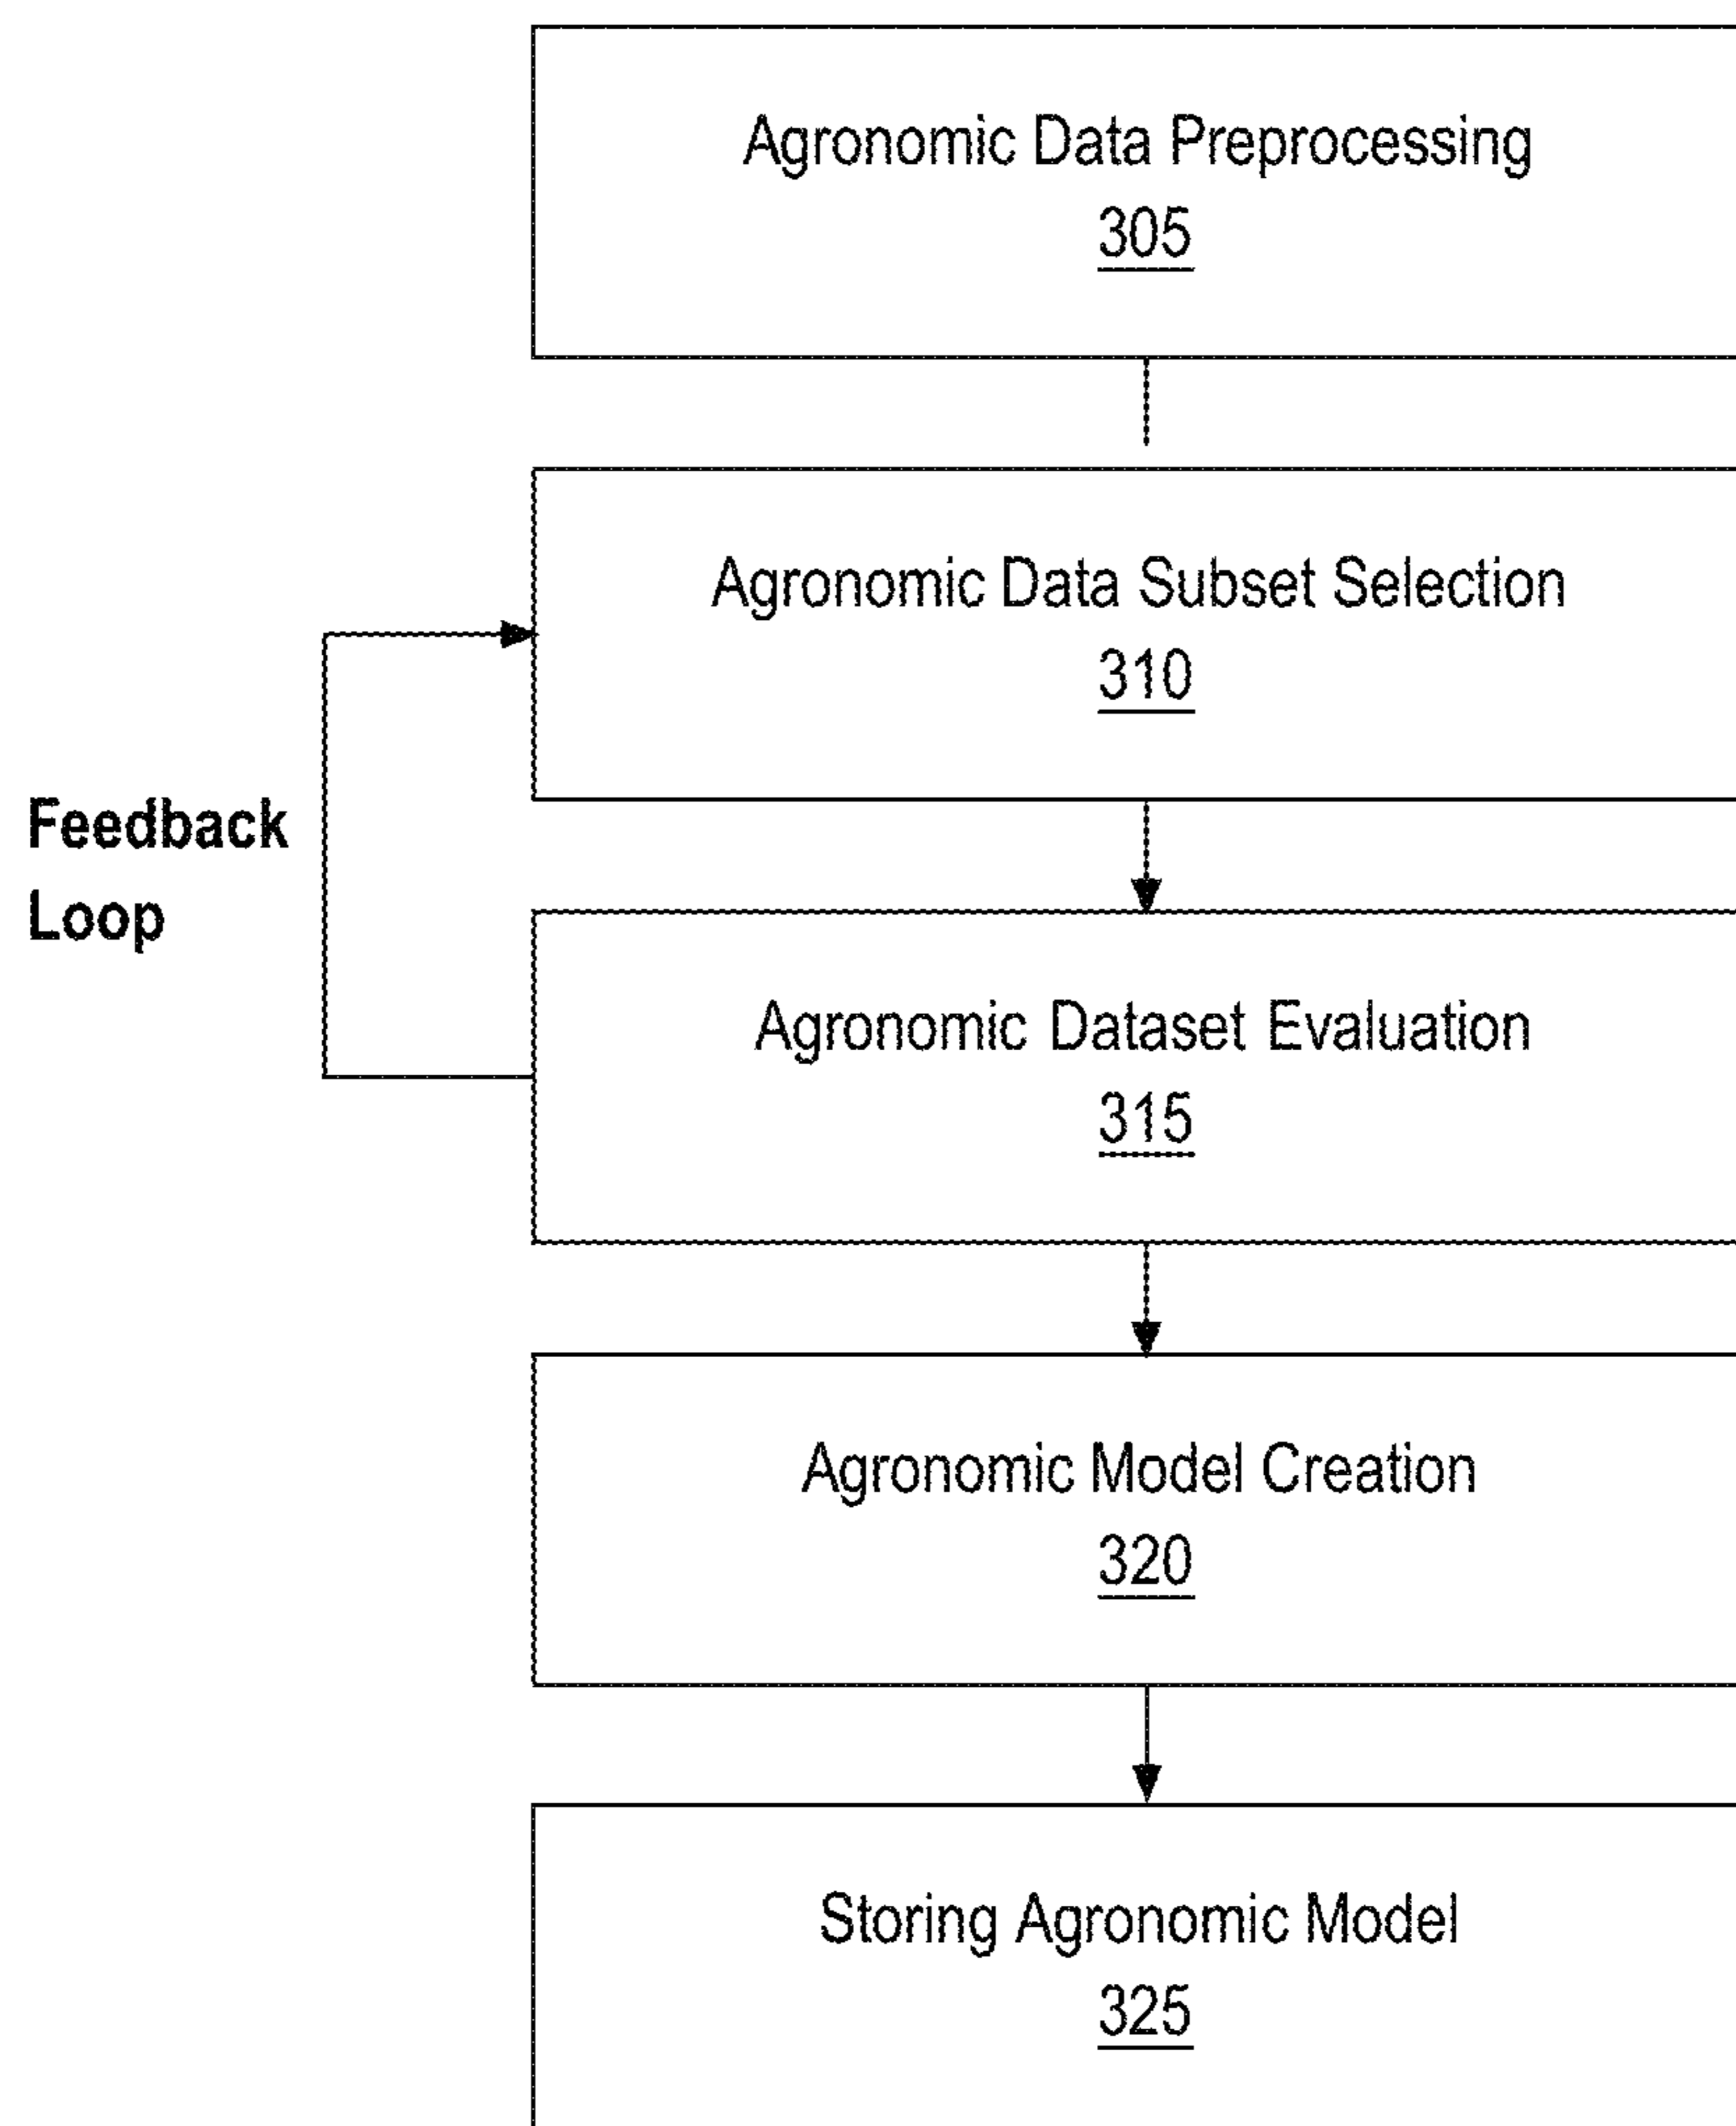 Agronomic Data Preprocessing
305
Agronomic Data Subset Selection
310
Feedback
Loop
Agronomic Dataset Evaluation
315
Agronomic Model Creation
320
Storing Agronomic Model
325